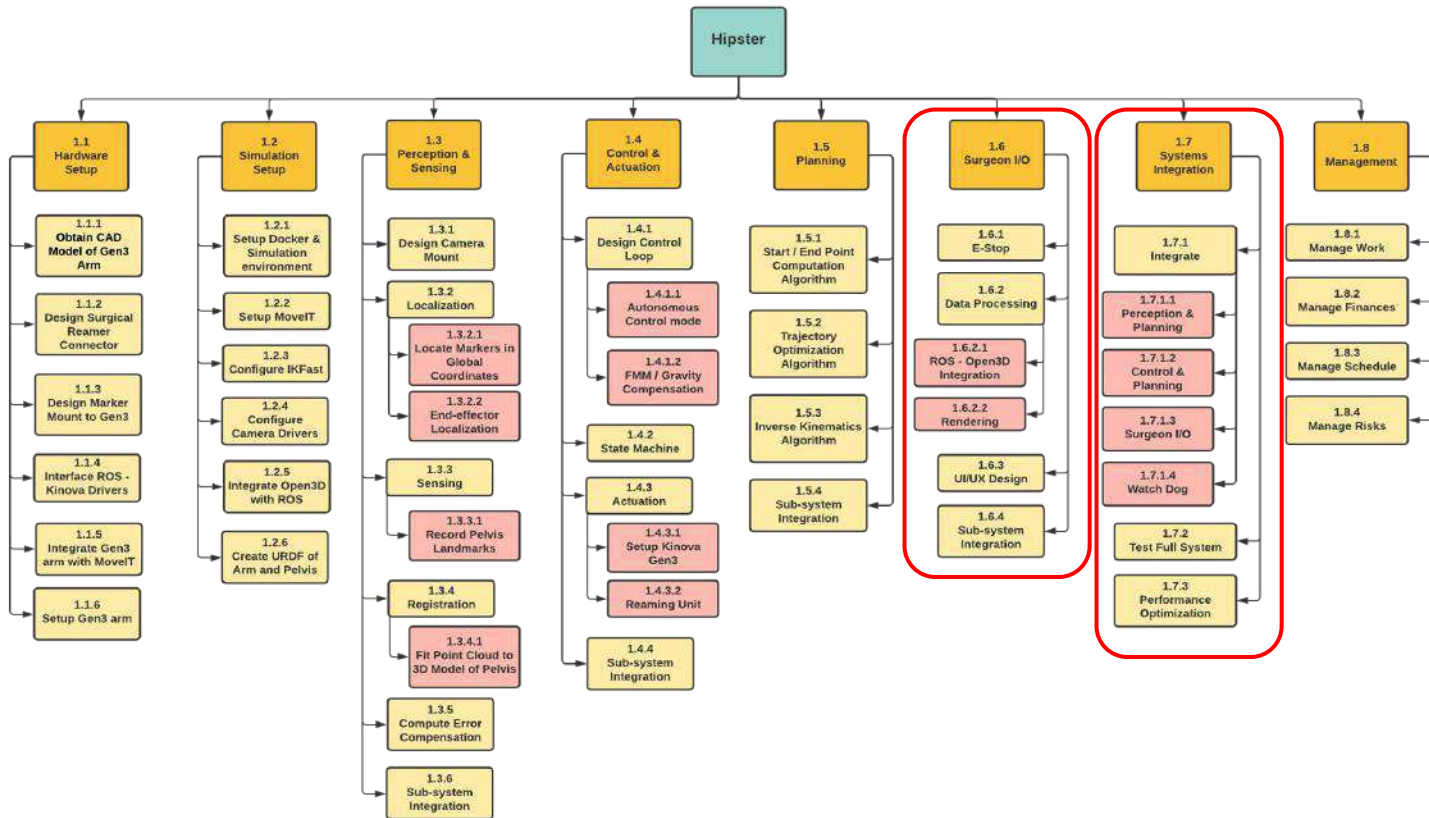 Hipster
1.1
Hardware
Setup
1.1.1
Obtain CAD
Model of Gen3
Arm
1.1.2
Design Surgical
Reamer
Connector
1.1.3
Design Marker
Mount to Gen3
1.1.4
Interface ROS -
Kinova Drivers
1.1.5
Integrate Gen3
arm with MoveIT
1.1.6
Setup Gen3 arm
1.2
Simulation
Setup
1.2.1
Setup Docker &
Simulation
environment
1.2.2
Setup MoveIT
1.2.3
Configure IKFast
1.2.4
Configure
Camera Drivers
1.2.5
Integrate Open3D
with ROS
1.2.6
Create URDF of
Arm and Pelvis
1.3
Perception &
Sensing
1.3.1
Design Camera
Mount
1.3.2
Localization
1.3.2.1
Locate Markers in
Global
Coordinates
1.3.2.2
End-effector
Localization
1.3.3
Sensing
1.3.3.1
Record Pelvis
Landmarks
1.3.4
Registration
1.3.4.1
Fit Point Cloud to
3D Model of Pelvis
1.3.5
Compute Error
Compensation
1.3.6
Sub-system
Integration
1.4
Control &
Actuation
1.4.1
Design Control
Loop
1.4.1.1
Autonomous
Control mode
1.4.1.2
FMM / Gravity
Compensation
1.4.2
State Machine
1.4.3
Actuation
1.4.3.1
Setup Kinova
Gen3
1.4.3.2
Reaming Unit
1.4.4
Sub-system
Integration
1.5
Planning
1.5.1
Start / End Point
Computation
Algorithm
1.5.2
Trajectory
Optimization
Algorithm
1.5.3
Inverse Kinematics
Algorithm
1.5.4
Sub-system
Integration
1.6
Surgeon I/O
1.6.1
E-Stop
1.6.2
Data Processing
1.6.2.1
ROS - Open3D
Integration
1.6.2.2
Rendering
1.6.3
UI/UX Design
1.6.4
Sub-system
Integration
1.7
Systems
Integration
1.7.1
Integrate
1.7.1.1
Perception &
Planning
1.7.1.2
Control &
Planning
1.7.1.3
Surgeon I/O
1.7.1.4
Watch Dog
1.7.2
Test Full System
1.7.3
Performance
Optimization
1.8
Management
1.8.1
Manage Work
1.8.2
Manage Finances
1.8.3
Manage Schedule
1.8.4
Manage Risks